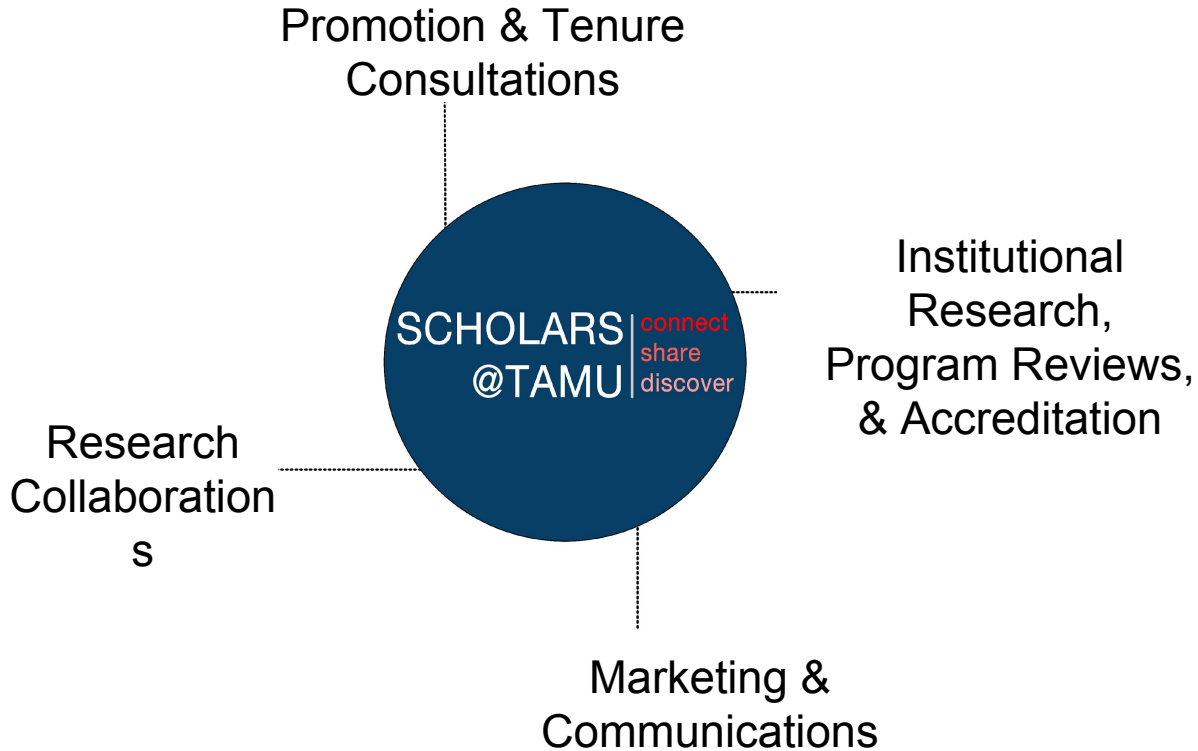 Promotion & Tenure
Consultations
Institutional
Research,
Program Reviews,
& Accreditation
SCHOLARS
@TAMU
connect
share
discover
Research
Collaboration
s
Marketing &
Communications